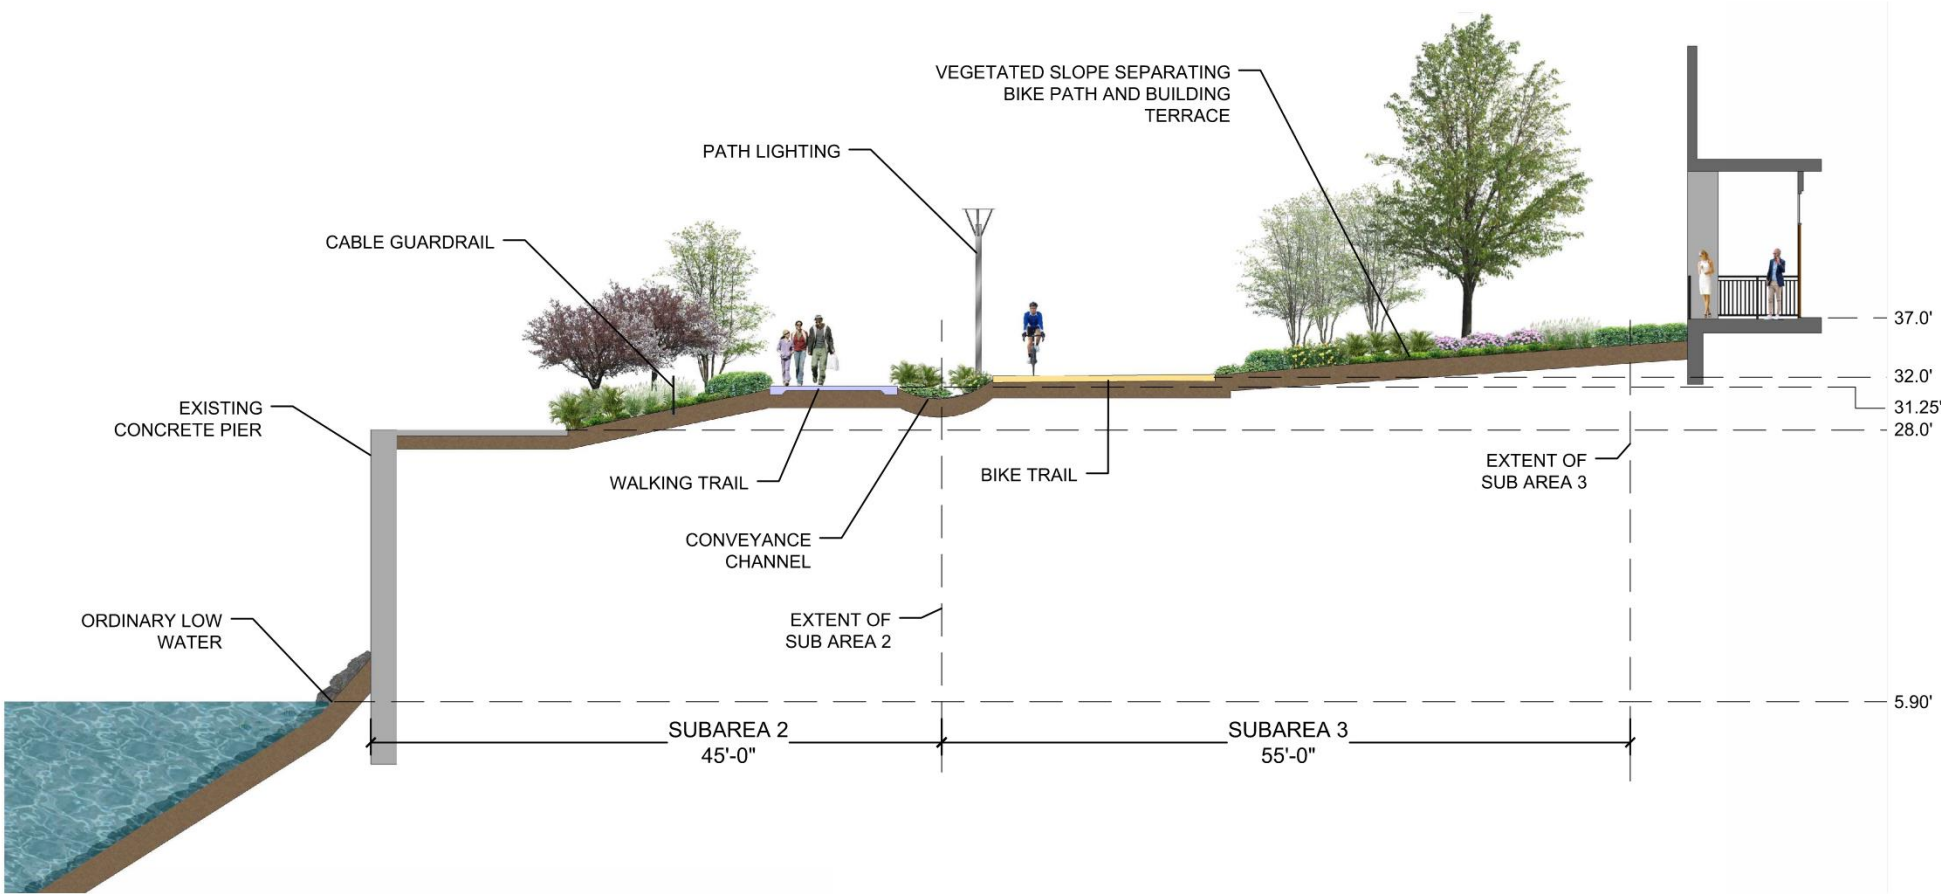 VEGETATED SLOPE SEPARATING
BIKE PATH AND BUILDING
TERRACE
PATH LIGHTING
CABLE GUARDRAIL
EXISTING
CONCRETE PIER
WALKING TRAIL
BIKE TRAIL
CONVEYANCE
CHANNEL
EXTENT OF
SUB AREA 3
ORDINARY LOW
WATER
EXTENT OF
SUB AREA 2
37.0'
32.0'
31.25'
28.0'
5.90'
SUBAREA 2
45'-0"
SUBAREA 3
55'-0"